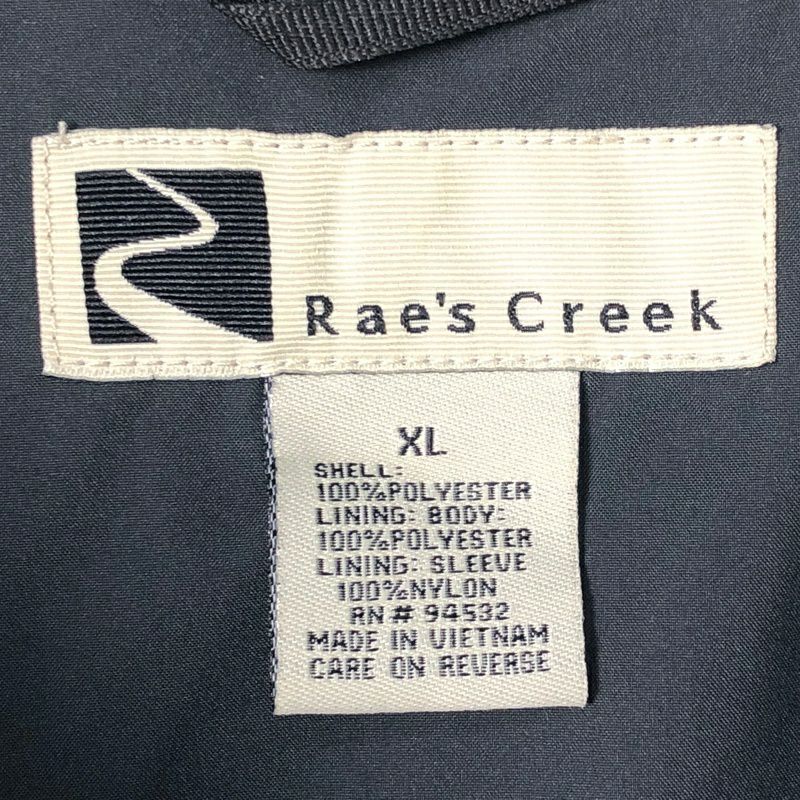 Rae's Creek
XL
SHELL:
100%POLYESTER
LINING: BODY:
100%POLYESTER
LINING: SLEEVE
100%NYLON
RN# 94532
MADE IN VIETNAM
CARE ON REVERSE